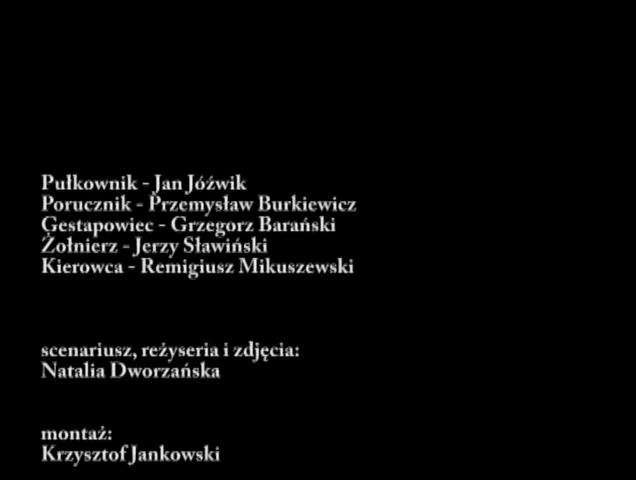 Pułkownik - Jan Jóźwik
Porucznik - Przemysław Burkiewicz
Gestapowiec - Grzegorz Barański
Żołnierz - Jerzy Sławiński
Kierowca - Remigiusz Mikuszewski
scenariusz, reżyseria i zdjęcia:
Natalia Dworzańska
montaż:
Krzysztof Jankowski